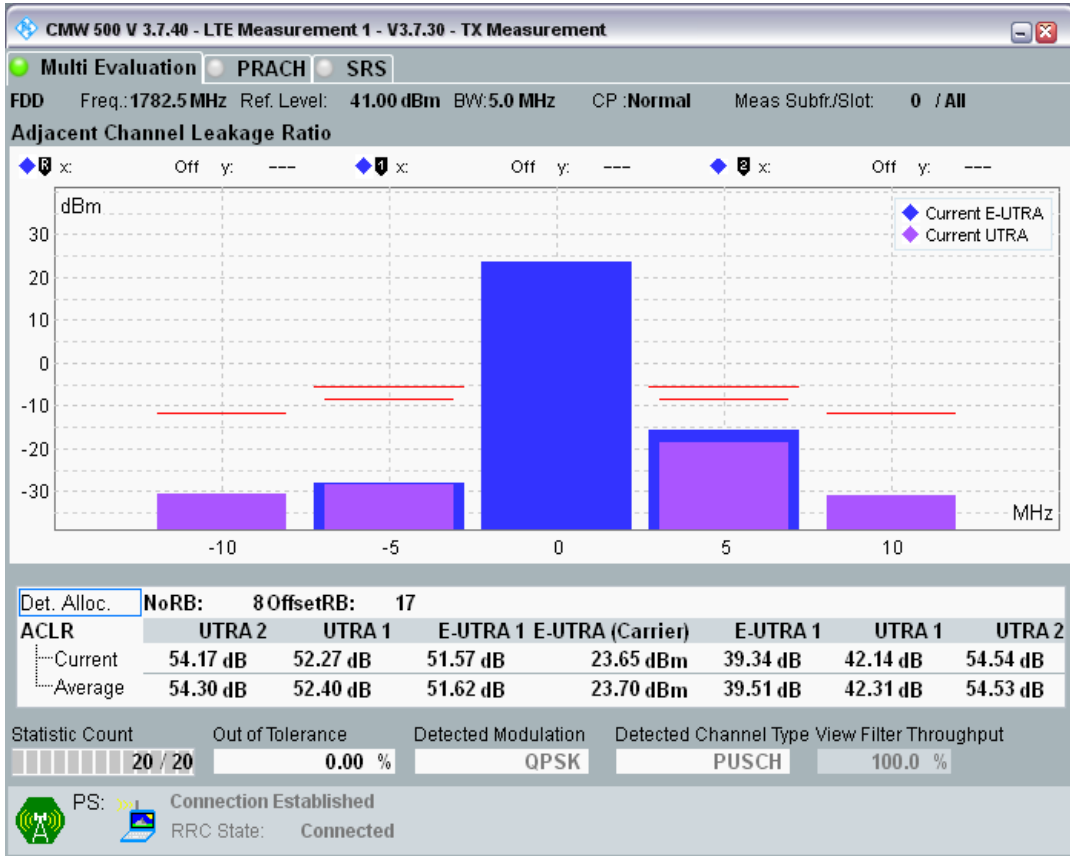 CMW 500 V 3.7.40 - LTE Measurement 1 - V3.7.30 - TX Measurement
Multi Evaluation PRACH SRS
FDD Freq.:1782.5 MHz Ref. Level: 41.00 dBm BW:5.0 MHz CP :Normal Meas Subfr./Slot: 0 / All
Adjacent Channel Leakage Ratio
R x: Off y: --- 1 x: Off y: --- 2 x: Off y: ---
dBm
Current E-UTRA
Current UTRA
30
20
10
0
-10
-20
-30
MHz
-10 -5 0 5 10
Det. Alloc. NoRB: 8 OffsetRB: 17
ACLR UTRA 2 UTRA 1 E-UTRA 1 E-UTRA (Carrier) E-UTRA 1 UTRA 1 UTRA 2
Current 54.17 dB 52.27 dB 51.57 dB 23.65 dBm 39.34 dB 42.14 dB 54.54 dB
Average 54.30 dB 52.40 dB 51.62 dB 23.70 dBm 39.51 dB 42.31 dB 54.53 dB
Statistic Count Out of Tolerance Detected Modulation Detected Channel Type View Filter Throughput
20 / 20 0.00 % QPSK PUSCH 100.0 %
PS: Connection Established
RRC State: Connected